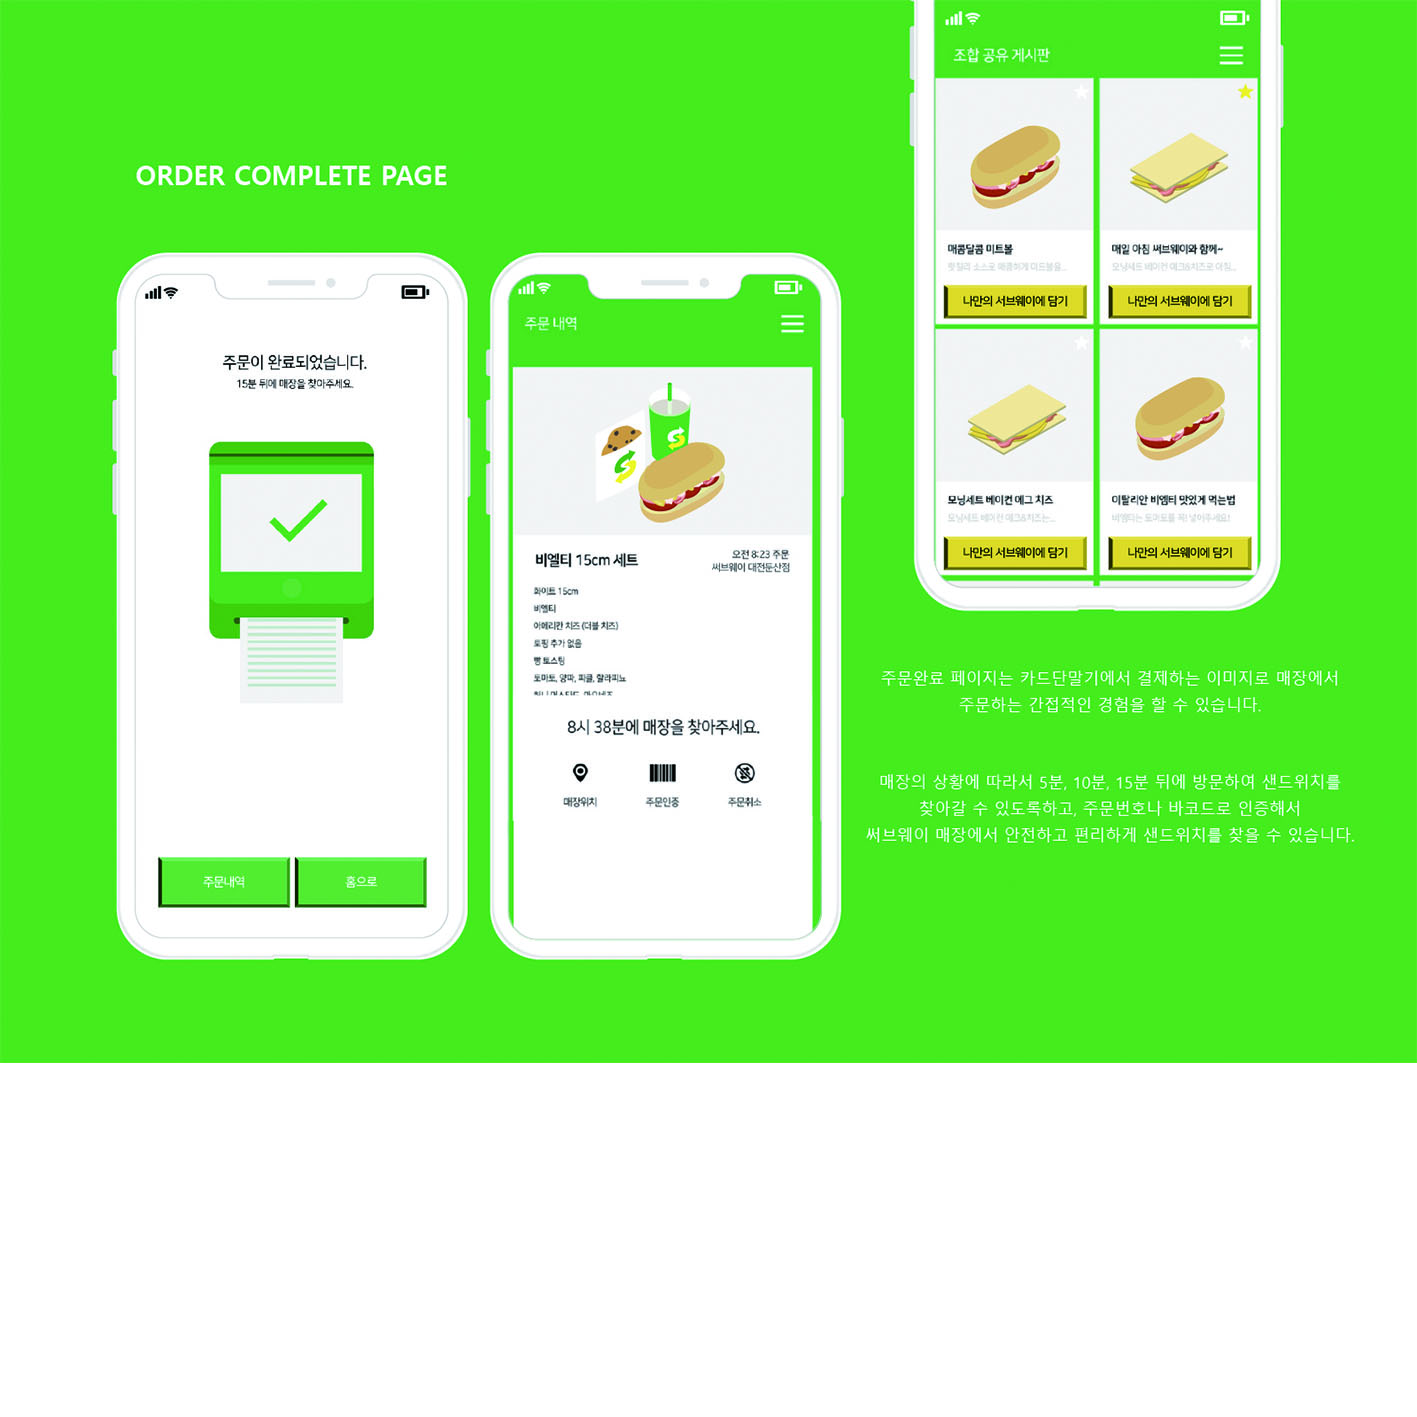 ORDER COMPLETE PAGE
주문이 완료되었습니다.
15분 뒤에 매장을 찾아주세요.
주문내역
홈으로
주문 내역
비엘티 15cm 세트
오전 8:23 주문
써브웨이 대전둔산점
화이트 15cm
비엘티
아메리칸 치즈 (더블 치즈)
토핑 추가 없음
빵 토스팅
토마토, 양파, 피클, 할라피뇨
허니 머스타드, 마요네즈
8시 38분에 매장을 찾아주세요.
매장위치
주문인증
주문취소
조합 공유 게시판
매콤달콤 미트볼
핫칠리 소스로 매콤하게 미트볼을...
나만의 서브웨이에 담기
매일 아침 써브웨이와 함께~
모닝세트 베이컨 에그&치즈로 아침...
나만의 서브웨이에 담기
모닝세트 베이컨 에그 치즈
모닝세트 베이컨 에그&치즈는...
나만의 서브웨이에 담기
이탈리안 비엠티 맛있게 먹는법
비엠티는 토마토를 꼭! 넣어주세요!
나만의 서브웨이에 담기
주문완료 페이지는 카드단말기에서 결제하는 이미지로 매장에서
주문하는 간접적인 경험을 할 수 있습니다.
매장의 상황에 따라서 5분, 10분, 15분 뒤에 방문하여 샌드위치를
찾아갈 수 있도록하고, 주문번호나 바코드로 인증해서
써브웨이 매장에서 안전하고 편리하게 샌드위치를 찾을 수 있습니다.